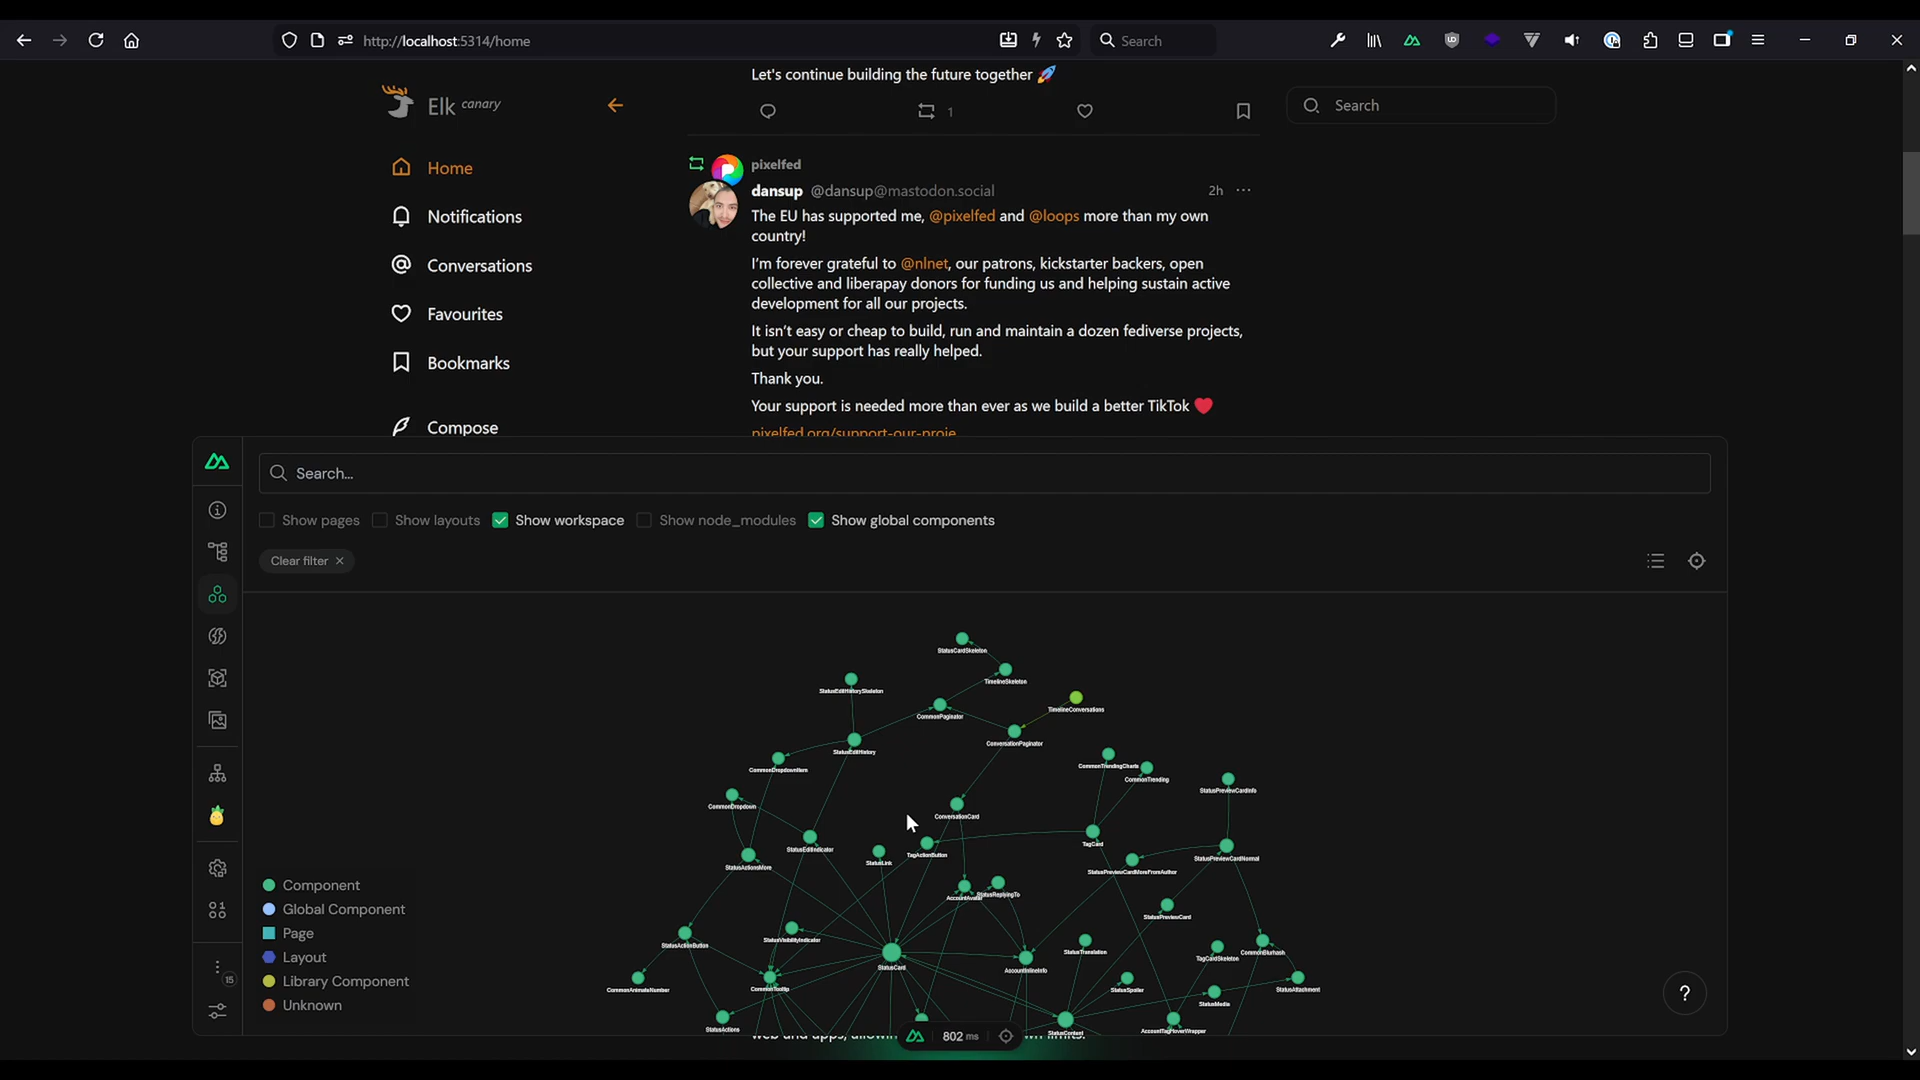 http://localhost:5314/home
Search
Elk canary
Home
Notifications
Conversations
Favourites
Bookmarks
Compose
Let's continue building the future together 🚀
1
Search
pixelfed
dansup @dansup@mastodon.social
2h
The EU has supported me, @pixelfed and @loops more than my own
country!
I'm forever grateful to @nlnet, our patrons, kickstarter backers, open
collective and liberapay donors for funding us and helping sustain active
development for all our projects.
It isn't easy or cheap to build, run and maintain a dozen fediverse projects,
but your support has really helped.
Thank you.
Your support is needed more than ever as we build a better TikTok ❤️
pixelfed.org/support-our-proje
Search...
Show pages
Show layouts
Show workspace
Show node_modules
Show global components
Clear filter ×
StatusCardSkeleton
TimelineSkeleton
StatusEditHistorySkeleton
TimelineConversations
CommonPaginator
ConversationPaginator
StatusEditHistory
CommonDropdownItem
CommonTrendingCharts
CommonTrending
StatusPreviewCardInfo
CommonDropdown
ConversationCard
StatusEditIndicator
TagActionButton
TagCard
StatusLink
StatusActionsMore
StatusPreviewCardNormal
StatusPreviewCardMoreFromAuthor
AccountAvatar
StatusReplyingTo
StatusPreviewCard
StatusActionButton
StatusVisibilityIndicator
StatusTranslation
TagCardSkeleton
CommonBlurhash
StatusCard
AccountInlineInfo
CommonAnimateNumber
CommonTooltip
StatusSpoiler
StatusAttachment
StatusMedia
StatusActions
StatusContent
AccountTagHoverWrapper
Component
Global Component
Page
Layout
Library Component
Unknown
15
?
802 ms